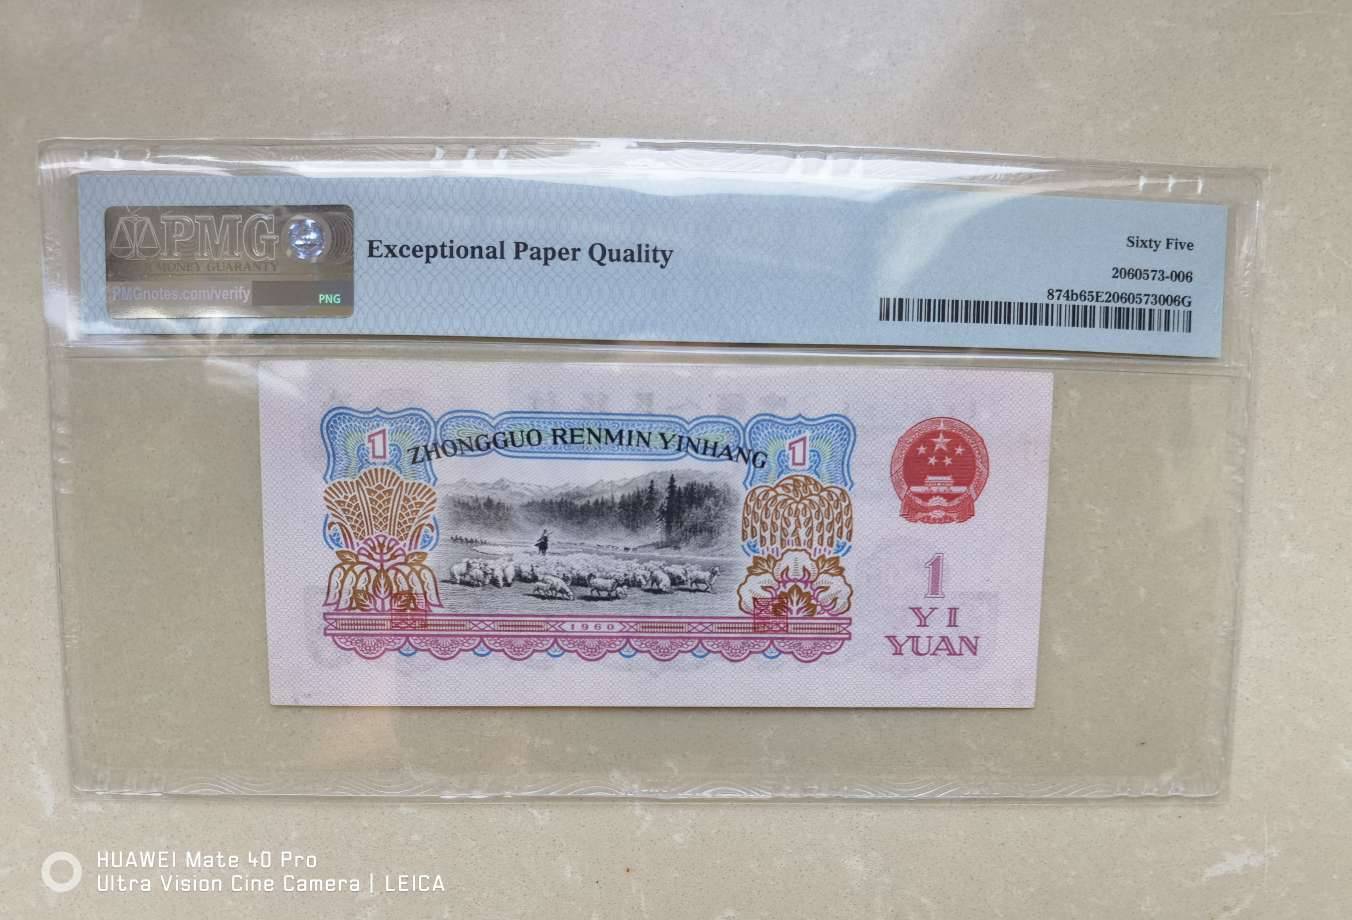 PMG
MONEY GUARANTY
PMGnotes.com/verify
PNG
Exceptional Paper Quality
Sixty Five
2060573-006
874b65E2060573006G
1
ZHONGGUO RENMIN YINHANG
1
1960
1
YI
YUAN
HUAWEI Mate 40 Pro
Ultra Vision Cine Camera | LEICA